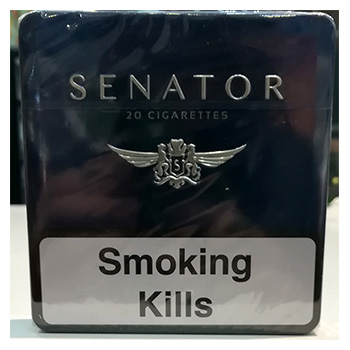 SENATOR
20 CIGARETTES
S
Smoking
Kills